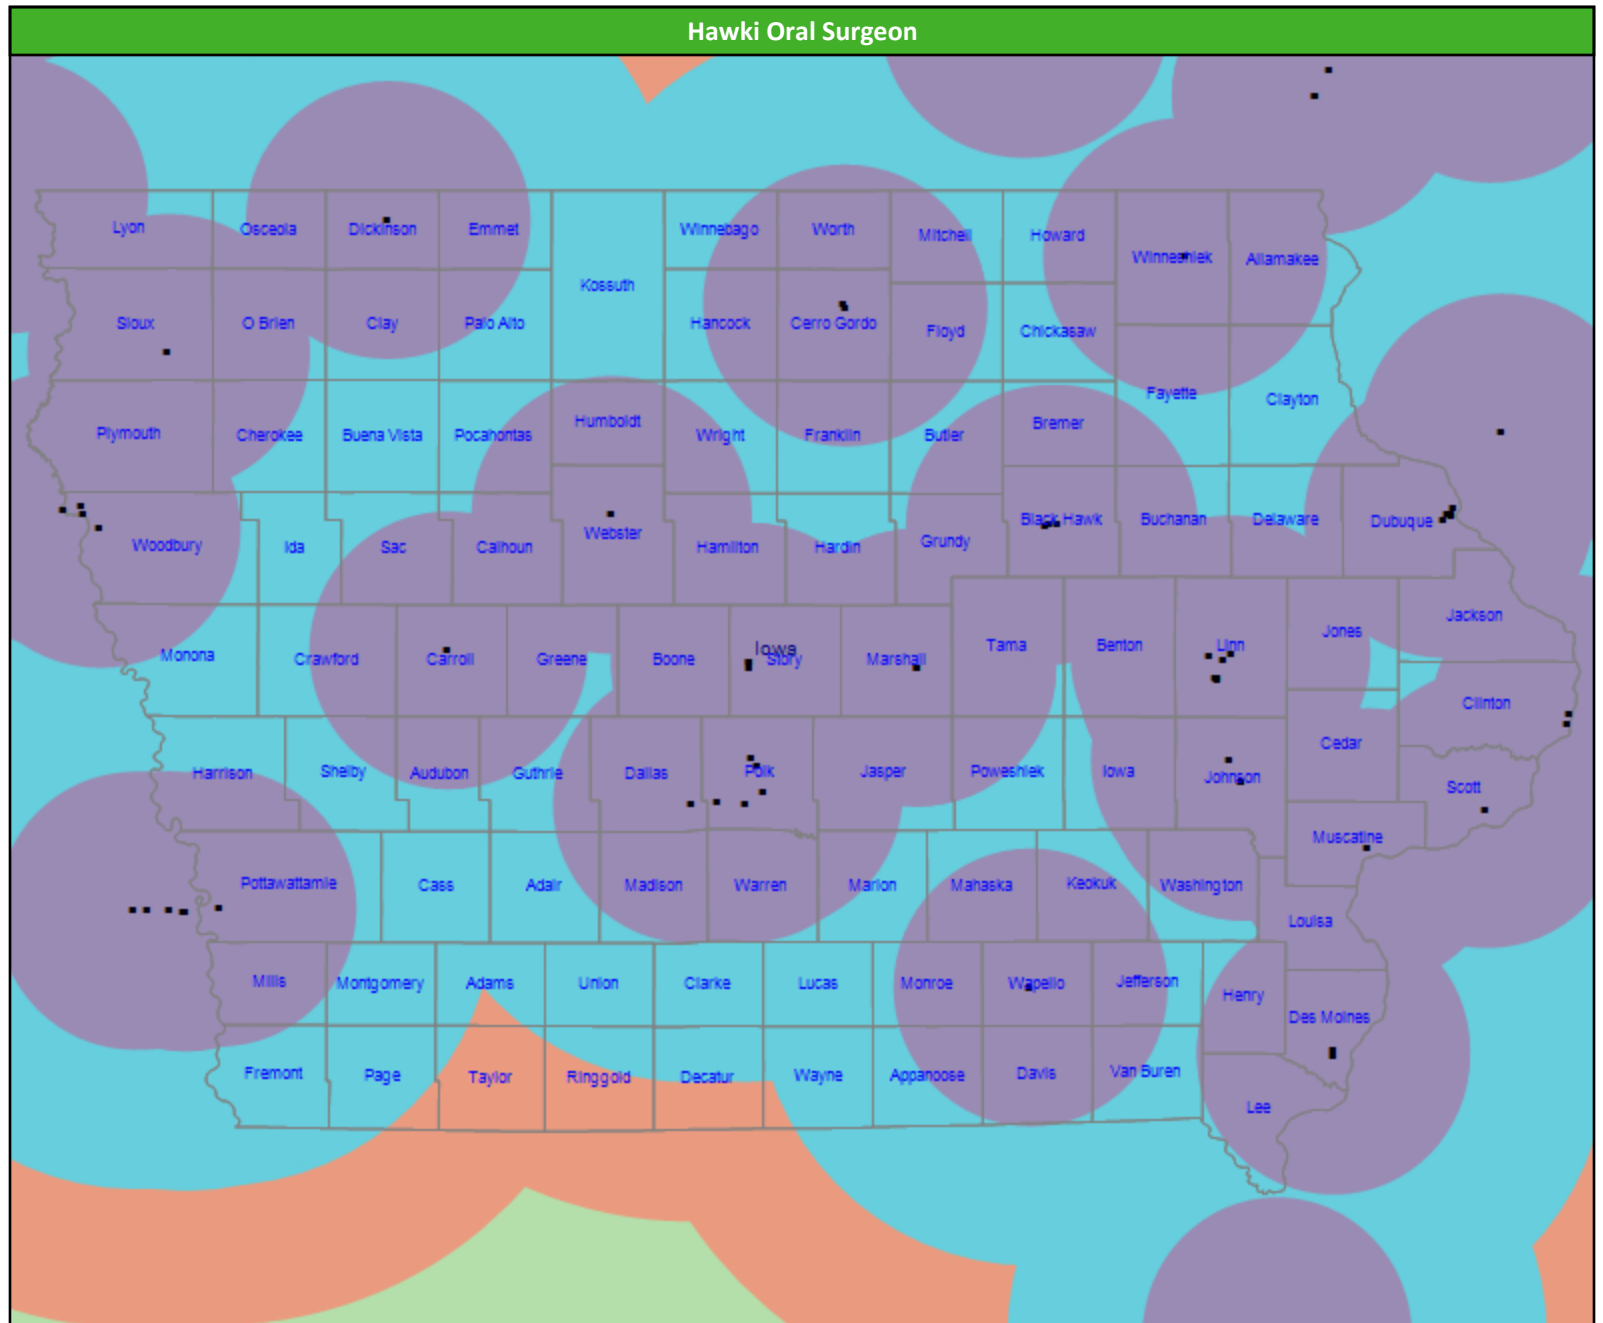 Hawki Oral Surgeon
Lyon
Osceola
Dickinson
Emmet
Winnebago
Worth
Mitchell
Howard
Winneshiek
Allamakee
Kossuth
Sioux
O Brien
Clay
Palo Alto
Hancock
Cerro Gordo
Floyd
Chickasaw
Fayette
Clayton
Plymouth
Cherokee
Buena Vista
Pocahontas
Humboldt
Wright
Franklin
Butler
Bremer
Woodbury
Ida
Sac
Calhoun
Webster
Hamilton
Hardin
Grundy
Black Hawk
Buchanan
Delaware
Dubuque
Jackson
Monona
Crawford
Carroll
Greene
Boone
Iowa
Story
Marshall
Tama
Benton
Linn
Jones
Clinton
Harrison
Shelby
Audubon
Guthrie
Dallas
Polk
Jasper
Poweshiek
Iowa
Johnson
Cedar
Scott
Muscatine
Pottawattamie
Cass
Adair
Madison
Warren
Marion
Mahaska
Keokuk
Washington
Louisa
Mills
Montgomery
Adams
Union
Clarke
Lucas
Monroe
Wapello
Jefferson
Henry
Des Moines
Fremont
Page
Taylor
Ringgold
Decatur
Wayne
Appanoose
Davis
Van Buren
Lee